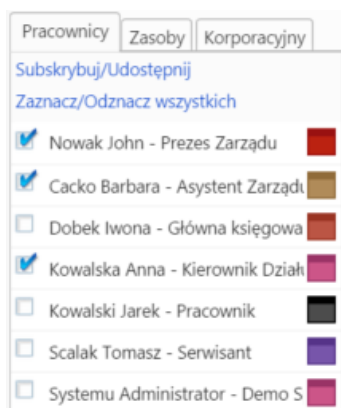 Pracownicy Zasoby Korporacyjny
Subskrybuj/Udostępnij
Zaznacz/Odznacz wszystkich
Nowak John - Prezes Zarządu
Cacko Barbara - Asystent Zarządu
Dobek Iwona - Główna księgowa
Kowalska Anna - Kierownik Działu
Kowalski Jarek - Pracownik
Scalak Tomasz - Serwisant
Systemu Administrator - Demo S